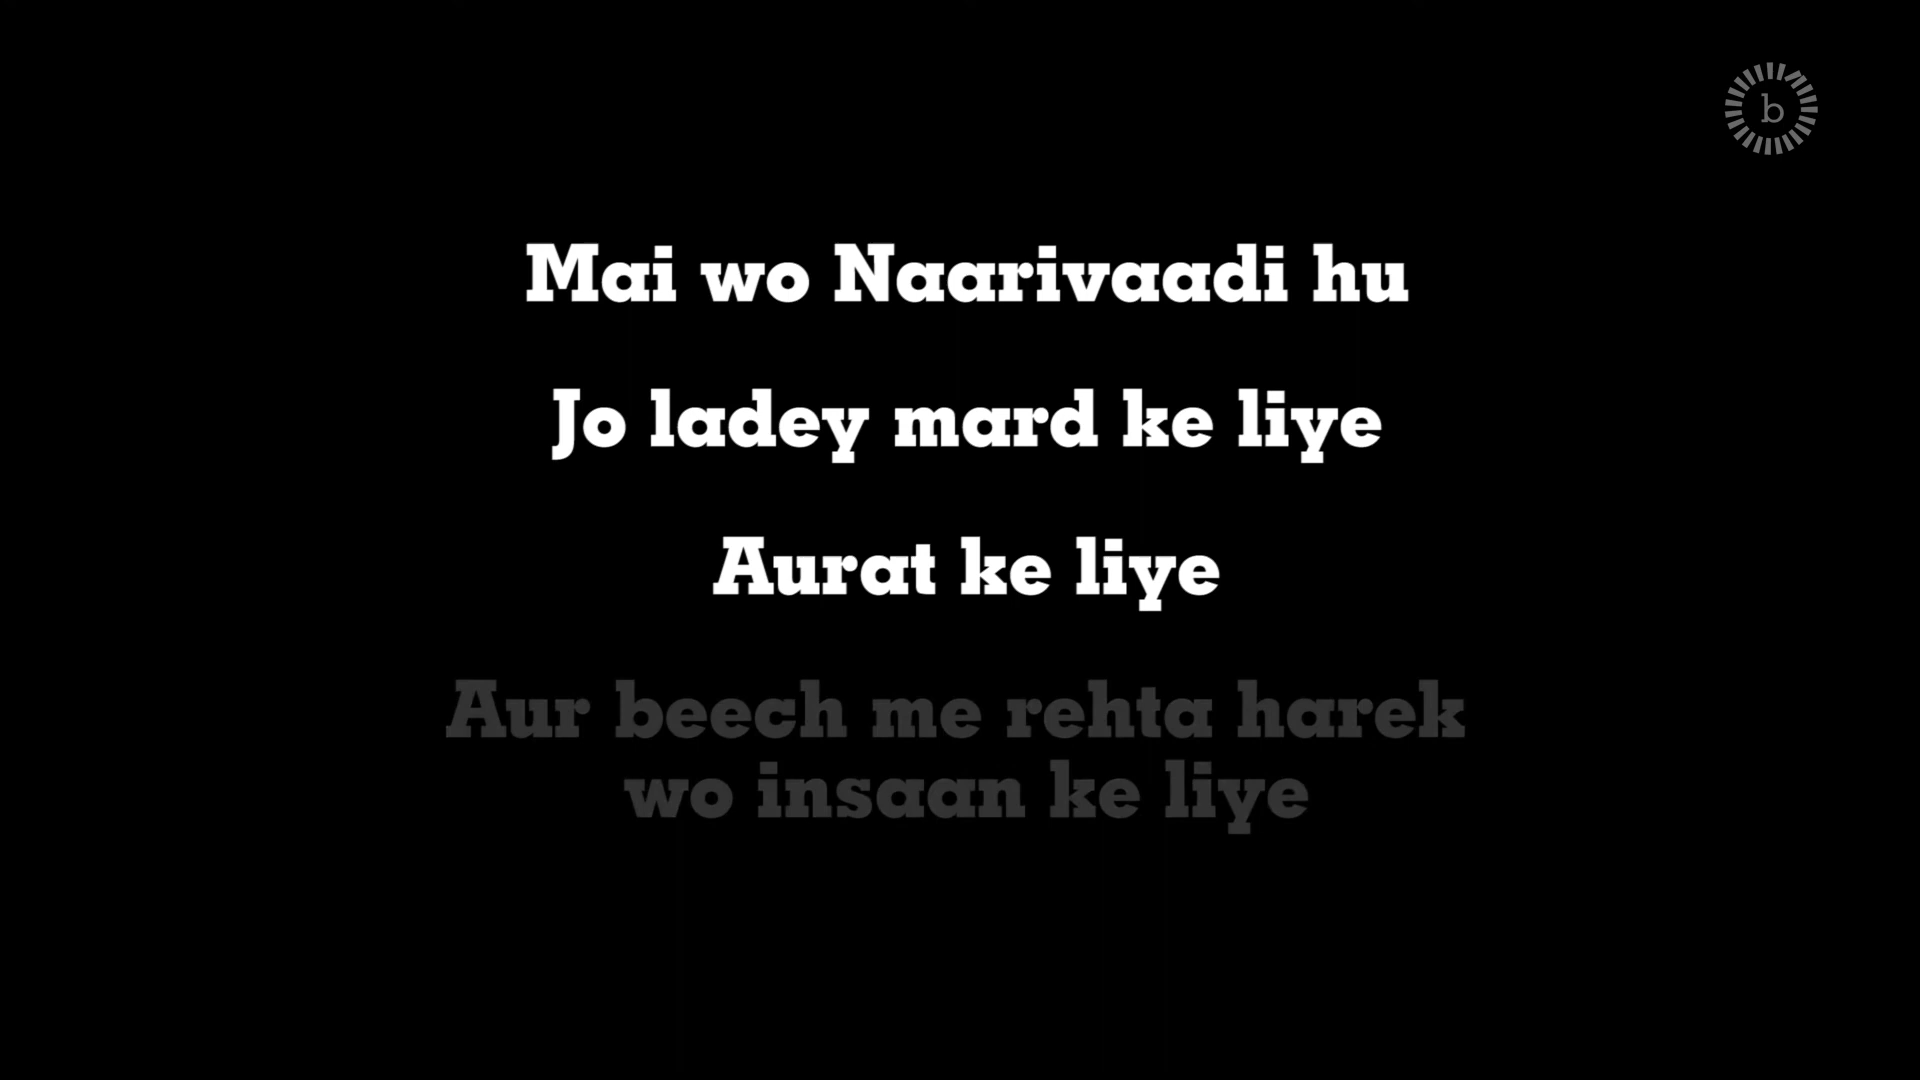 b
Mai wo Naarivaadi hu
Jo ladey mard ke liye
Aurat ke liye
Aur beech me rehta harek
wo insaan ke liye